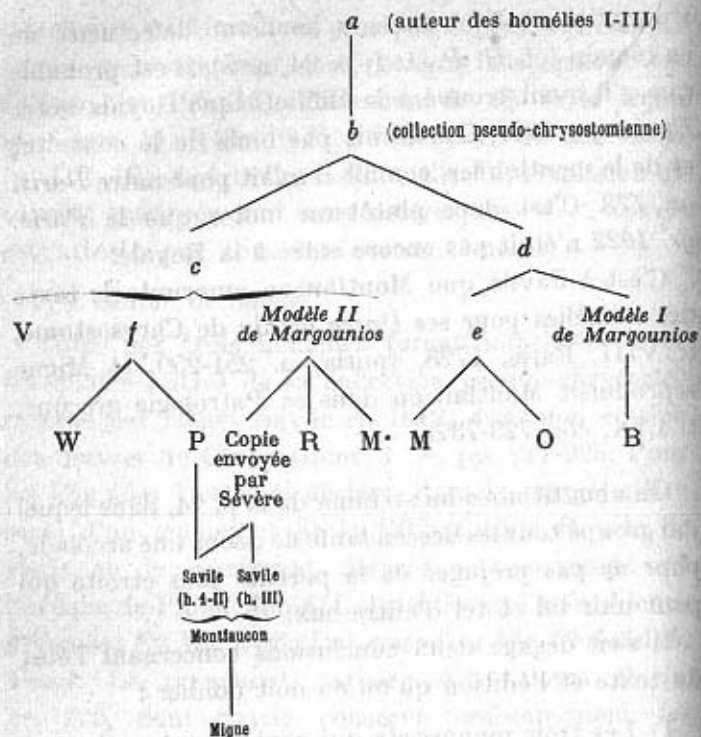 a (auteur des homélies I-III)
b (collection pseudo-chrysostomienne)
c d
V f Modèle II e Modèle I
de Margounios de Margounios
W P Copie R M• M O B
envoyée
par
Sévère
Savile Savile
(h. I-II) (h. III)
Montfaucon
Migne